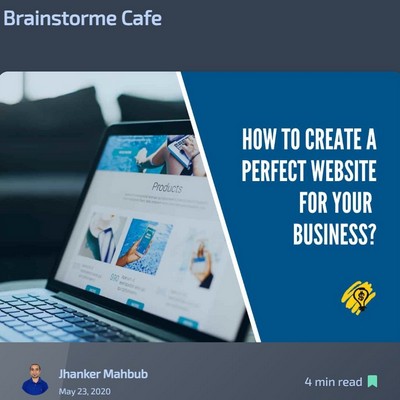 Brainstorme Cafe
HOW TO CREATE A
PERFECT WEBSITE
FOR YOUR
BUSINESS?
Products
Jhanker Mahbub
May 23, 2020
4 min read